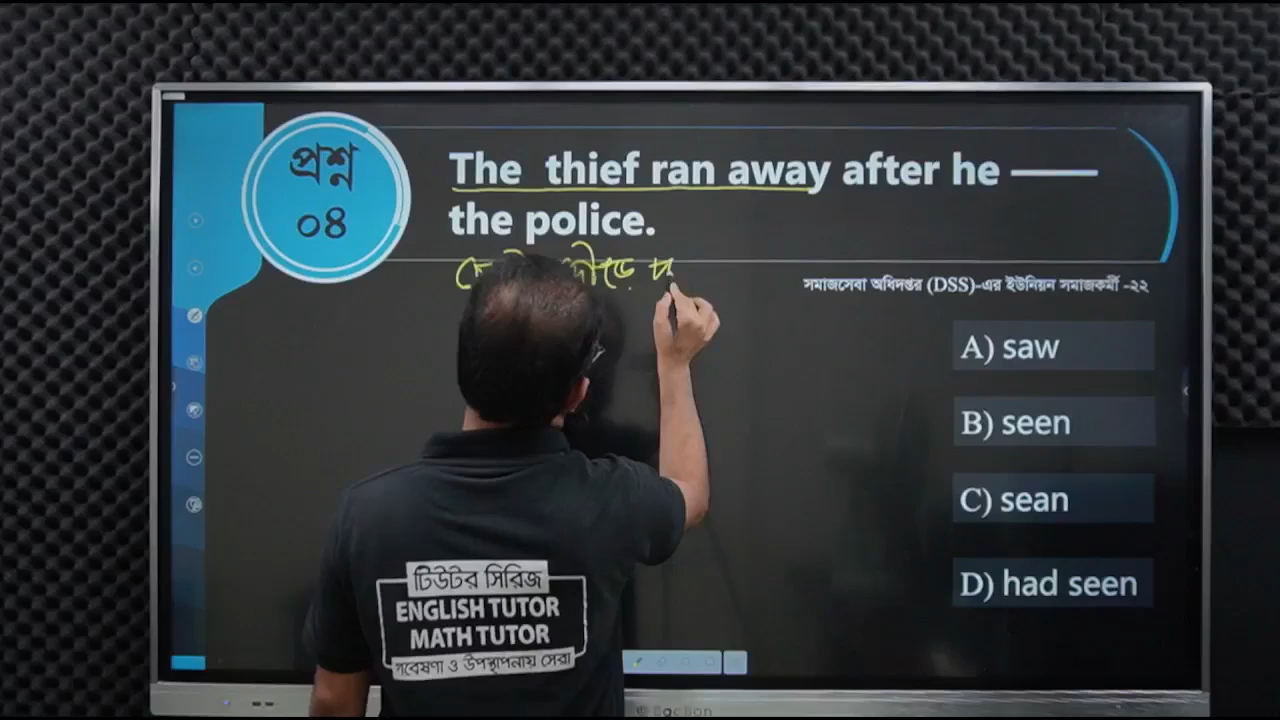 প্রশ্ন
০৪
The thief ran away after he
the police.
সমাজসেবা অধিদপ্তর (DSS)-এর ইউনিয়ন সমাজকর্মী -২২
A) saw
B) seen
C) sean
D) had seen
টিউটর সিরিজ
ENGLISH TUTOR
MATH TUTOR
গবেষণা ও উপস্থাপনায় সেরা